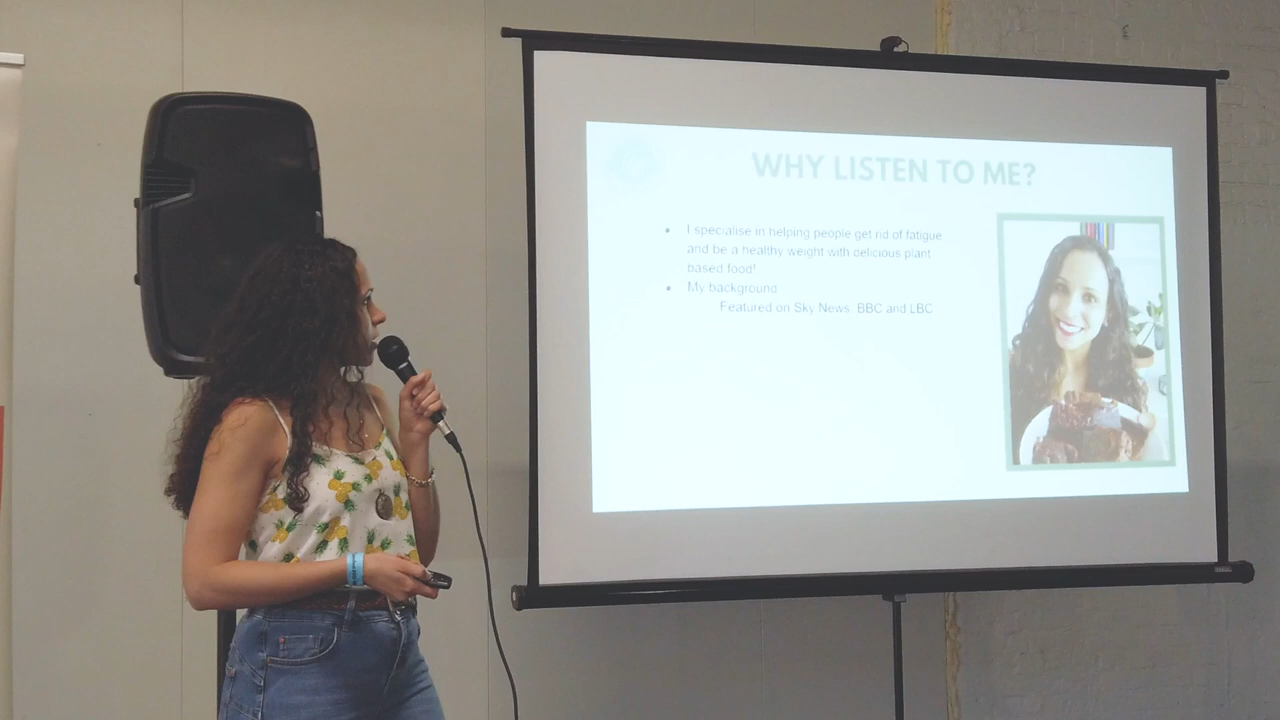 WHY LISTEN TO ME?
• I specialise in helping people get rid of fatigue
and be a healthy weight with delicious plant
based food!
• My background
Featured on Sky News BBC and LBC